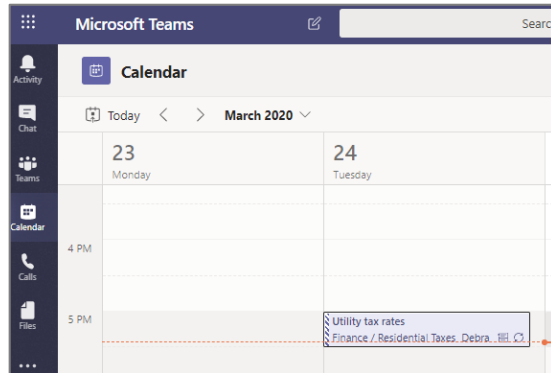 Microsoft Teams
Searc
Activity
Calendar
Chat
Today
March 2020
Teams
23
Monday
24
Tuesday
Calendar
4 PM
Calls
5 PM
Utility tax rates
Finance / Residential Taxes Debra
Files